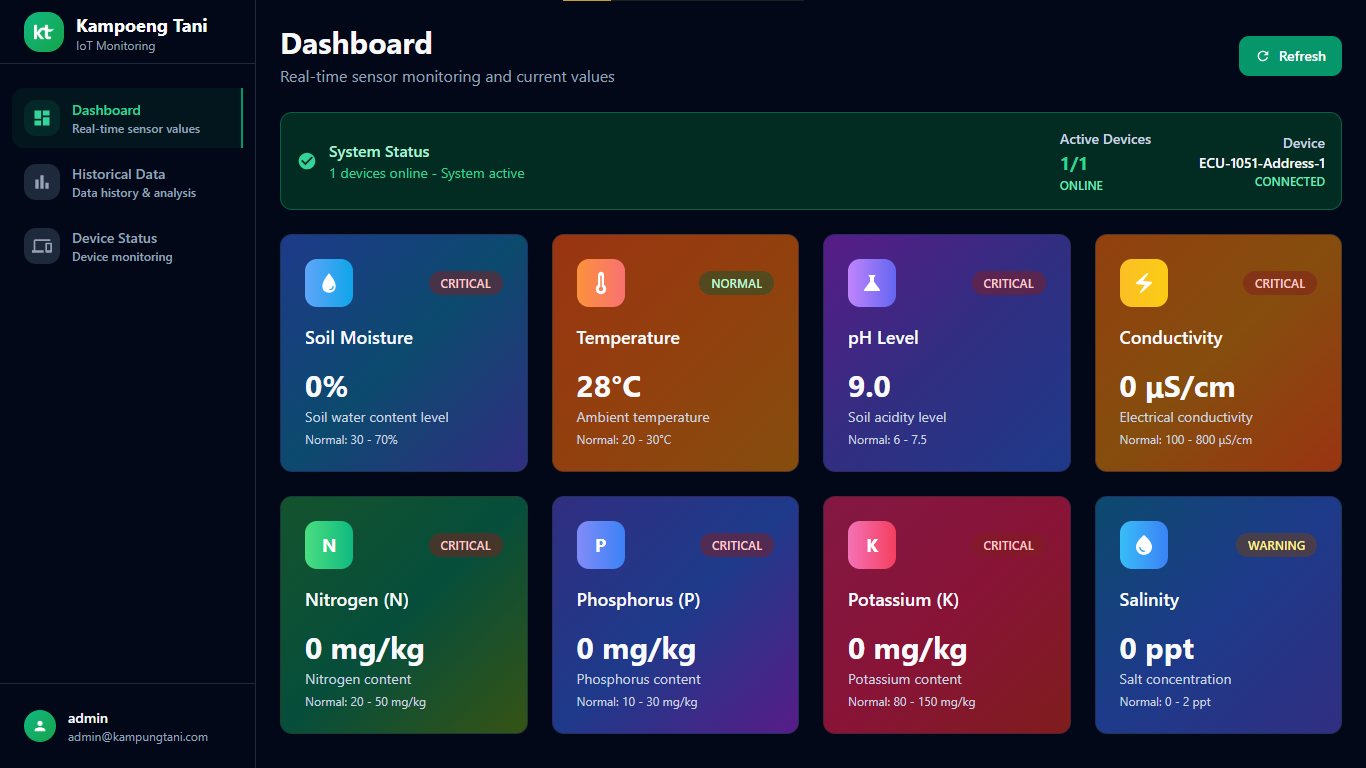 kt
Kampoeng Tani
IoT Monitoring
Dashboard
Real-time sensor values
Historical Data
Data history & analysis
Device Status
Device monitoring
admin
admin@kampungtani.com
Dashboard
Real-time sensor monitoring and current values
Refresh
System Status
1 devices online - System active
Active Devices
1/1
ONLINE
Device
ECU-1051-Address-1
CONNECTED
CRITICAL
Soil Moisture
0%
Soil water content level
Normal: 30 - 70%
NORMAL
Temperature
28°C
Ambient temperature
Normal: 20 - 30°C
CRITICAL
pH Level
9.0
Soil acidity level
Normal: 6 - 7.5
CRITICAL
Conductivity
0 µS/cm
Electrical conductivity
Normal: 100 - 800 µS/cm
N
CRITICAL
Nitrogen (N)
0 mg/kg
Nitrogen content
Normal: 20 - 50 mg/kg
P
CRITICAL
Phosphorus (P)
0 mg/kg
Phosphorus content
Normal: 10 - 30 mg/kg
K
CRITICAL
Potassium (K)
0 mg/kg
Potassium content
Normal: 80 - 150 mg/kg
WARNING
Salinity
0 ppt
Salt concentration
Normal: 0 - 2 ppt